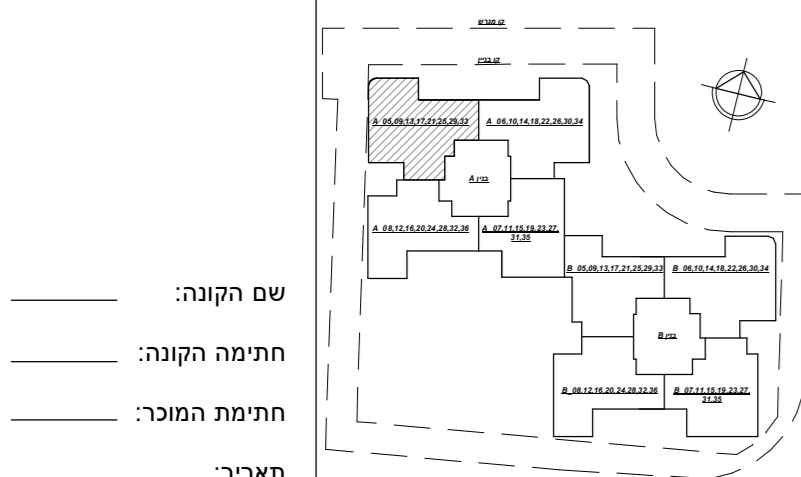 קו מגרש
קו בניין
A 05,09,13,17,21,25,29,33
A 06,10,14,18,22,26,30,34
בניין A
A 08,12,16,20,24,28,32,36
A 07,11,15,19,23,27,
31,35
B 05,09,13,17,21,25,29,33
B 06,10,14,18,22,26,30,34
בניין B
B 08,12,16,20,24,28,32,36
B 07,11,15,19,23,27,
31,35
שם הקונה:
חתימה הקונה:
חתימת המוכר:
תאריך: